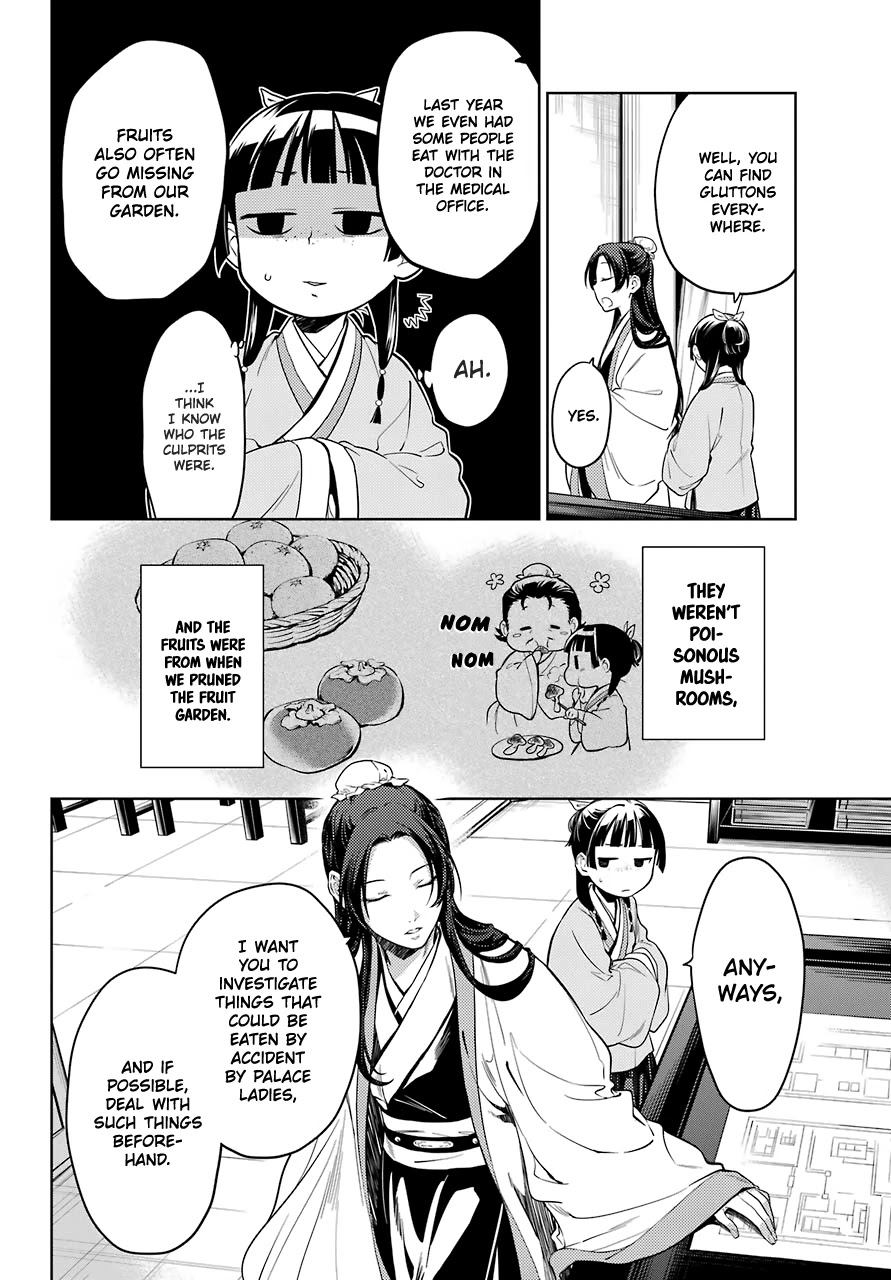 WELL, YOU
CAN FIND
GLUTTONS
EVERY-
WHERE.
YES.
LAST YEAR
WE EVEN HAD
SOME PEOPLE
EAT WITH THE
DOCTOR IN
THE MEDICAL
OFFICE.
FRUITS
ALSO OFTEN
GO MISSING
FROM OUR
GARDEN.
AH.
...I
THINK
I KNOW
WHO THE
CULPRITS
WERE.
THEY
WEREN'T
POI-
SONOUS
MUSH-
ROOMS,
NOM
NOM
AND THE
FRUITS WERE
FROM WHEN
WE PRUNED
THE FRUIT
GARDEN.
ANY-
WAYS,
I WANT
YOU TO
INVESTIGATE
THINGS THAT
COULD BE
EATEN BY
ACCIDENT
BY PALACE
LADIES,
AND IF
POSSIBLE,
DEAL WITH
SUCH THINGS
BEFORE-
HAND.